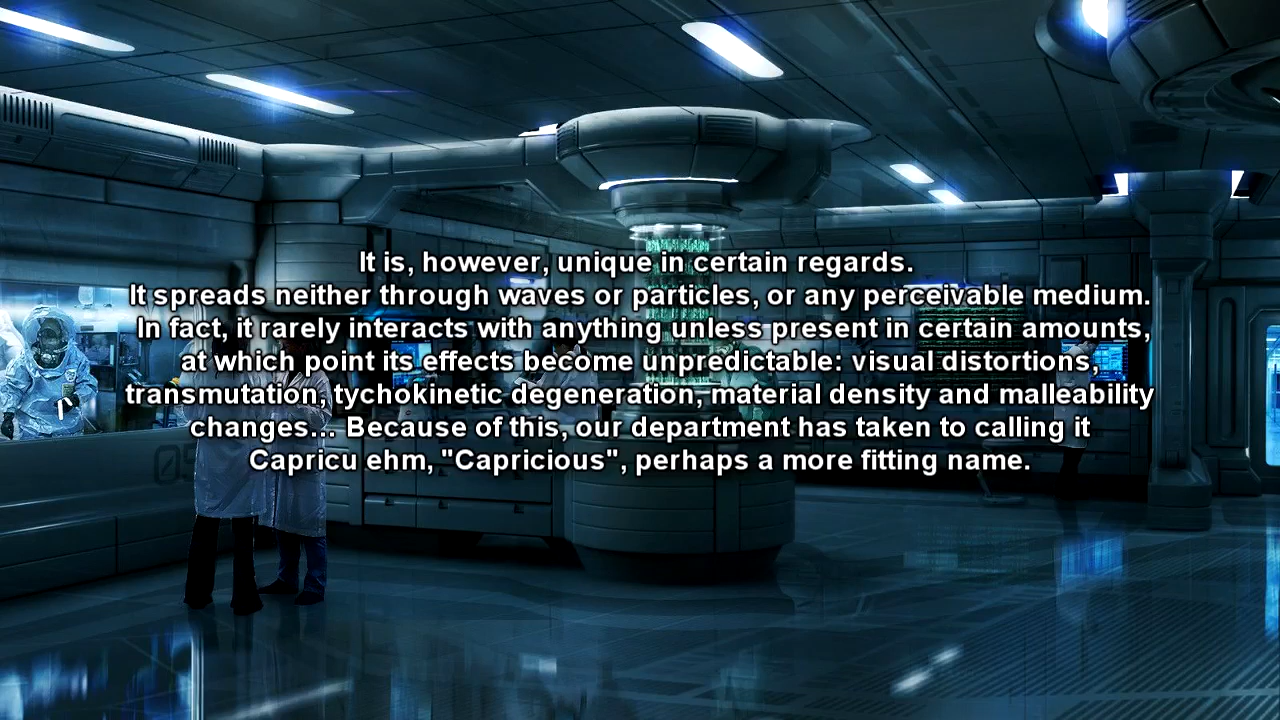 It is, however, unique in certain regards.
It spreads neither through waves or particles, or any perceivable medium.
In fact, it rarely interacts with anything unless present in certain amounts,
at which point its effects become unpredictable: visual distortions,
transmutation, tychokinetic degeneration, material density and malleability
changes... Because of this, our department has taken to calling it
Capricu ehm, "Capricious", perhaps a more fitting name.